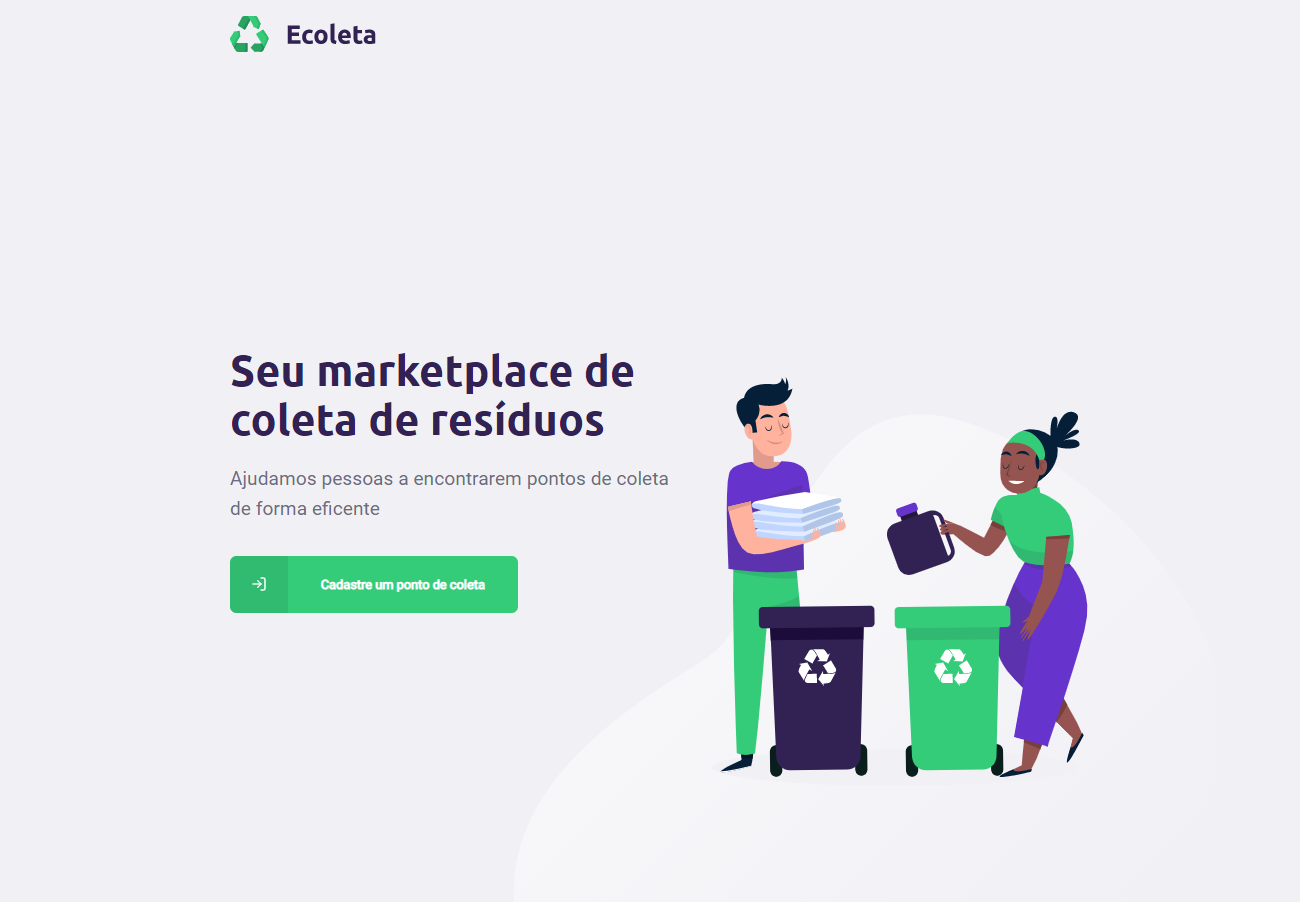 Ecoleta
Seu marketplace de
coleta de resíduos
Ajudamos pessoas a encontrarem pontos de coleta
de forma eficente
Cadastre um ponto de coleta